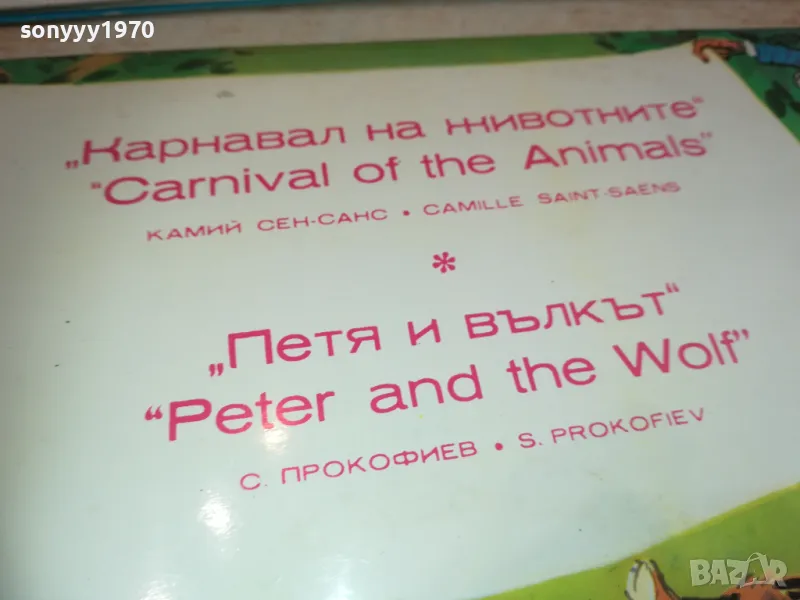 sonyyy1970
„Карнавал на животните“
“Carnival of the Animals”
КАМИЙ СЕН-САНС • CAMILLE SAINT-SAENS
*
„Петя и вълкът“
“Peter and the Wolf”
С. ПРОКОФИЕВ • S. PROKOFIEV
BAZAR